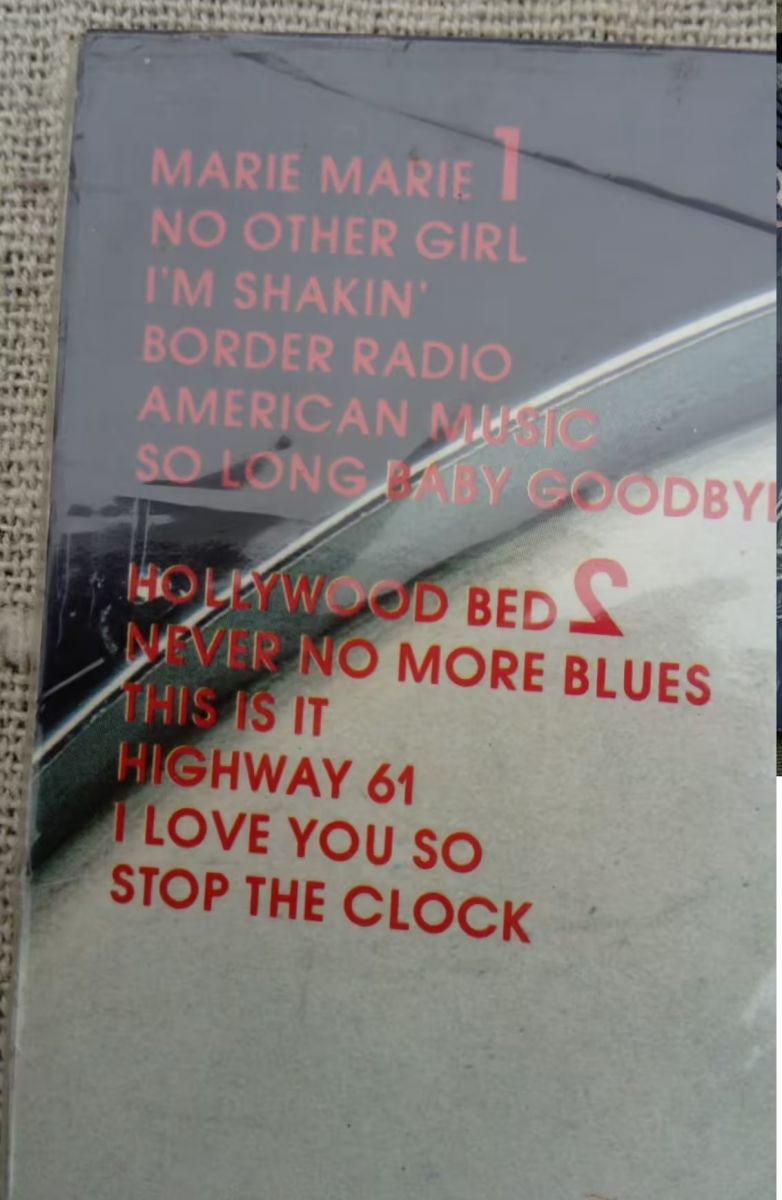 MARIE MARIE 1
NO OTHER GIRL
I'M SHAKIN'
BORDER RADIO
AMERICAN MUSIC
SO LONG BABY GOODBY
HOLLYWOOD BED 2
NEVER NO MORE BLUES
THIS IS IT
HIGHWAY 61
I LOVE YOU SO
STOP THE CLOCK